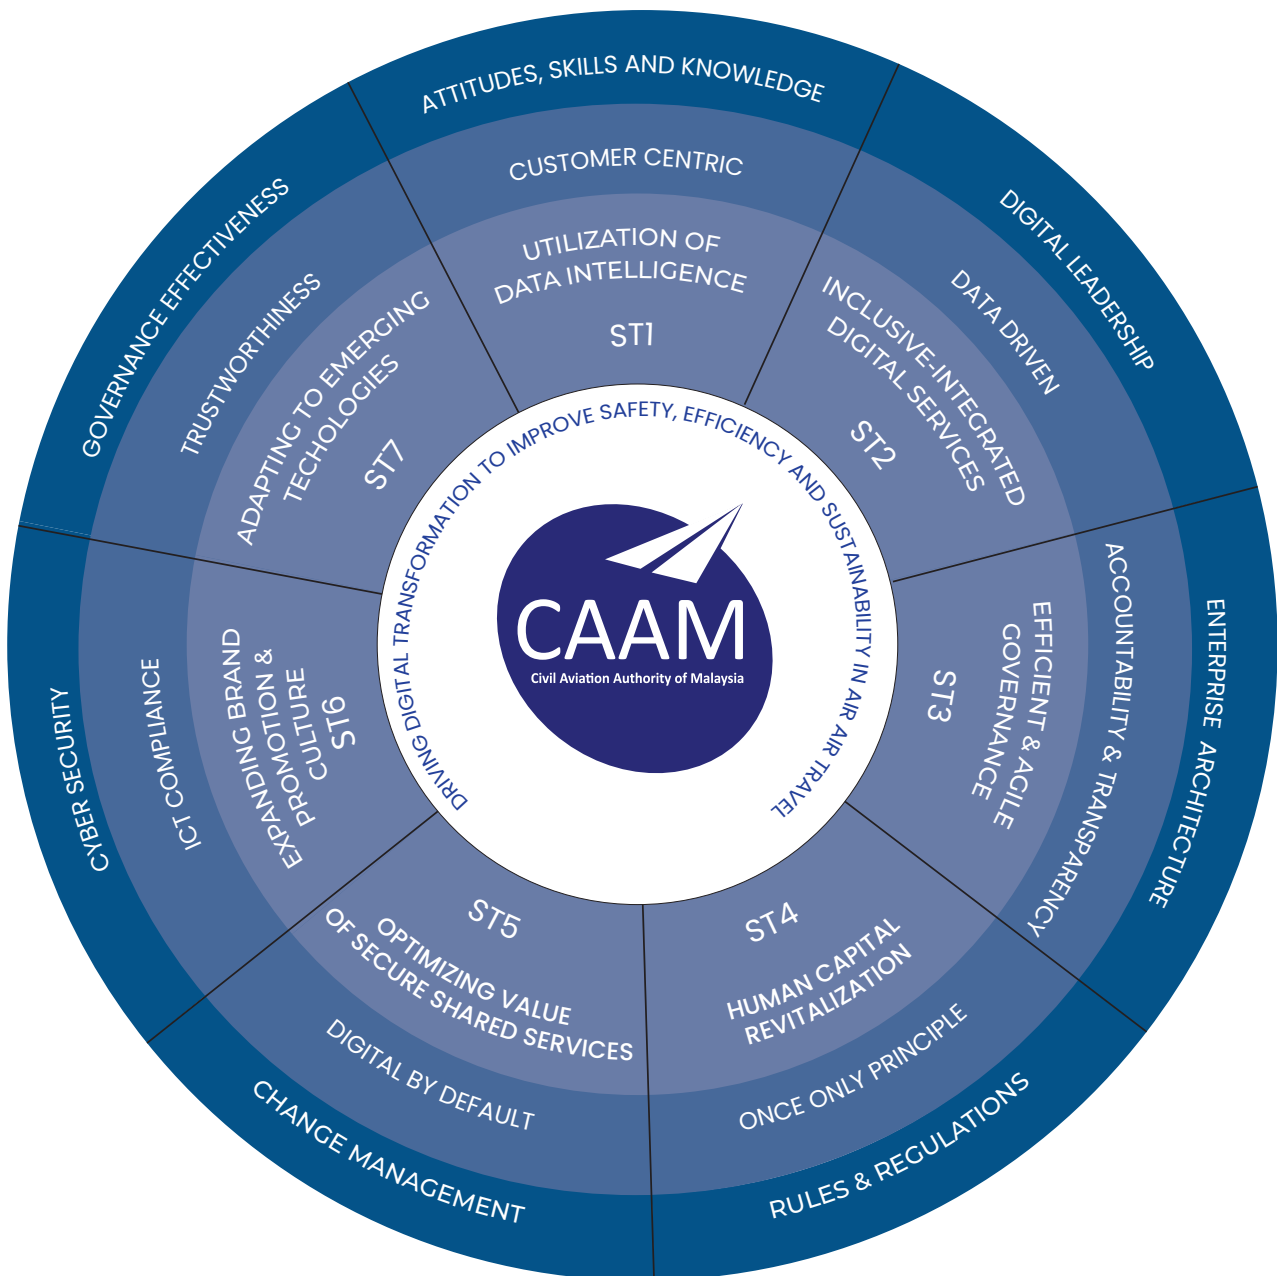 ATTITUDES, SKILLS AND KNOWLEDGE
CUSTOMER CENTRIC
UTILIZATION OF
DATA INTELLIGENCE
ST1
DIGITAL LEADERSHIP
DATA DRIVEN
INCLUSIVE-INTEGRATED
DIGITAL SERVICES
ST2
ENTERPRISE ARCHITECTURE
ACCOUNTABILITY & TRANSPARENCY
EFFICIENT & AGILE
GOVERNANCE
ST3
RULES & REGULATIONS
ONCE ONLY PRINCIPLE
HUMAN CAPITAL
REVITALIZATION
ST4
CHANGE MANAGEMENT
DIGITAL BY DEFAULT
OPTIMIZING VALUE
OF SECURE SHARED SERVICES
ST5
CYBER SECURITY
ICT COMPLIANCE
EXPANDING BRAND
PROMOTION &
CULTURE
ST6
GOVERNANCE EFFECTIVENESS
TRUSTWORTHINESS
ADAPTING TO EMERGING
TECHOLOGIES
ST7
DRIVING DIGITAL TRANSFORMATION TO IMPROVE SAFETY, EFFICIENCY AND SUSTAINABILITY IN AIR AIR TRAVEL
CAAM
Civil Aviation Authority of Malaysia